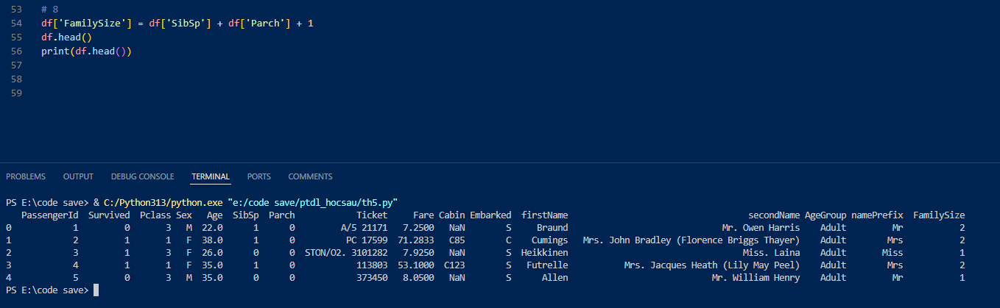 53 # 8
54 df['FamilySize'] = df['SibSp'] + df['Parch'] + 1
55 df.head()
56 print(df.head())
57
58
59
PROBLEMS OUTPUT DEBUG CONSOLE TERMINAL PORTS COMMENTS
PS E:\code save> & C:/Python313/python.exe "e:/code save/ptdl_hocsau/th5.py"
PassengerId Survived Pclass Sex Age SibSp Parch Ticket Fare Cabin Embarked firstName secondName AgeGroup namePrefix FamilySize
0 1 0 3 M 22.0 1 0 A/5 21171 7.2500 NaN S Braund Mr. Owen Harris Adult Mr 2
1 2 1 1 F 38.0 1 0 PC 17599 71.2833 C85 C Cumings Mrs. John Bradley (Florence Briggs Thayer) Adult Mrs 2
2 3 1 3 F 26.0 0 0 STON/O2. 3101282 7.9250 NaN S Heikkinen Miss. Laina Adult Miss 1
3 4 1 1 F 35.0 1 0 113803 53.1000 C123 S Futrelle Mrs. Jacques Heath (Lily May Peel) Adult Mrs 2
4 5 0 3 M 35.0 0 0 373450 8.0500 NaN S Allen Mr. William Henry Adult Mr 1
PS E:\code save>